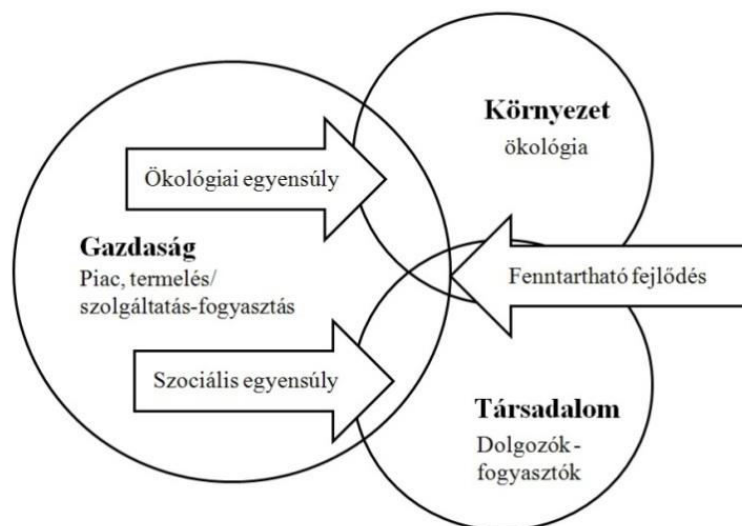 Környezet
ökológia
Ökológiai egyensúly
Gazdaság
Piac, termelés/
szolgáltatás-fogyasztás
Fenntartható fejlődés
Szociális egyensúly
Társadalom
Dolgozók -
fogyasztók